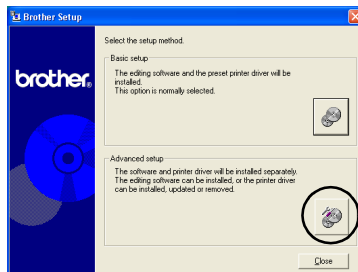 Brother Setup
Select the setup method.
brother.
Basic setup
The editing software and the preset printer driver will be
installed.
This option is normally selected.
Advanced setup
The software and printer driver will be installed separately.
The editing software can be installed, or the printer driver
can be installed, updated or removed.
Close